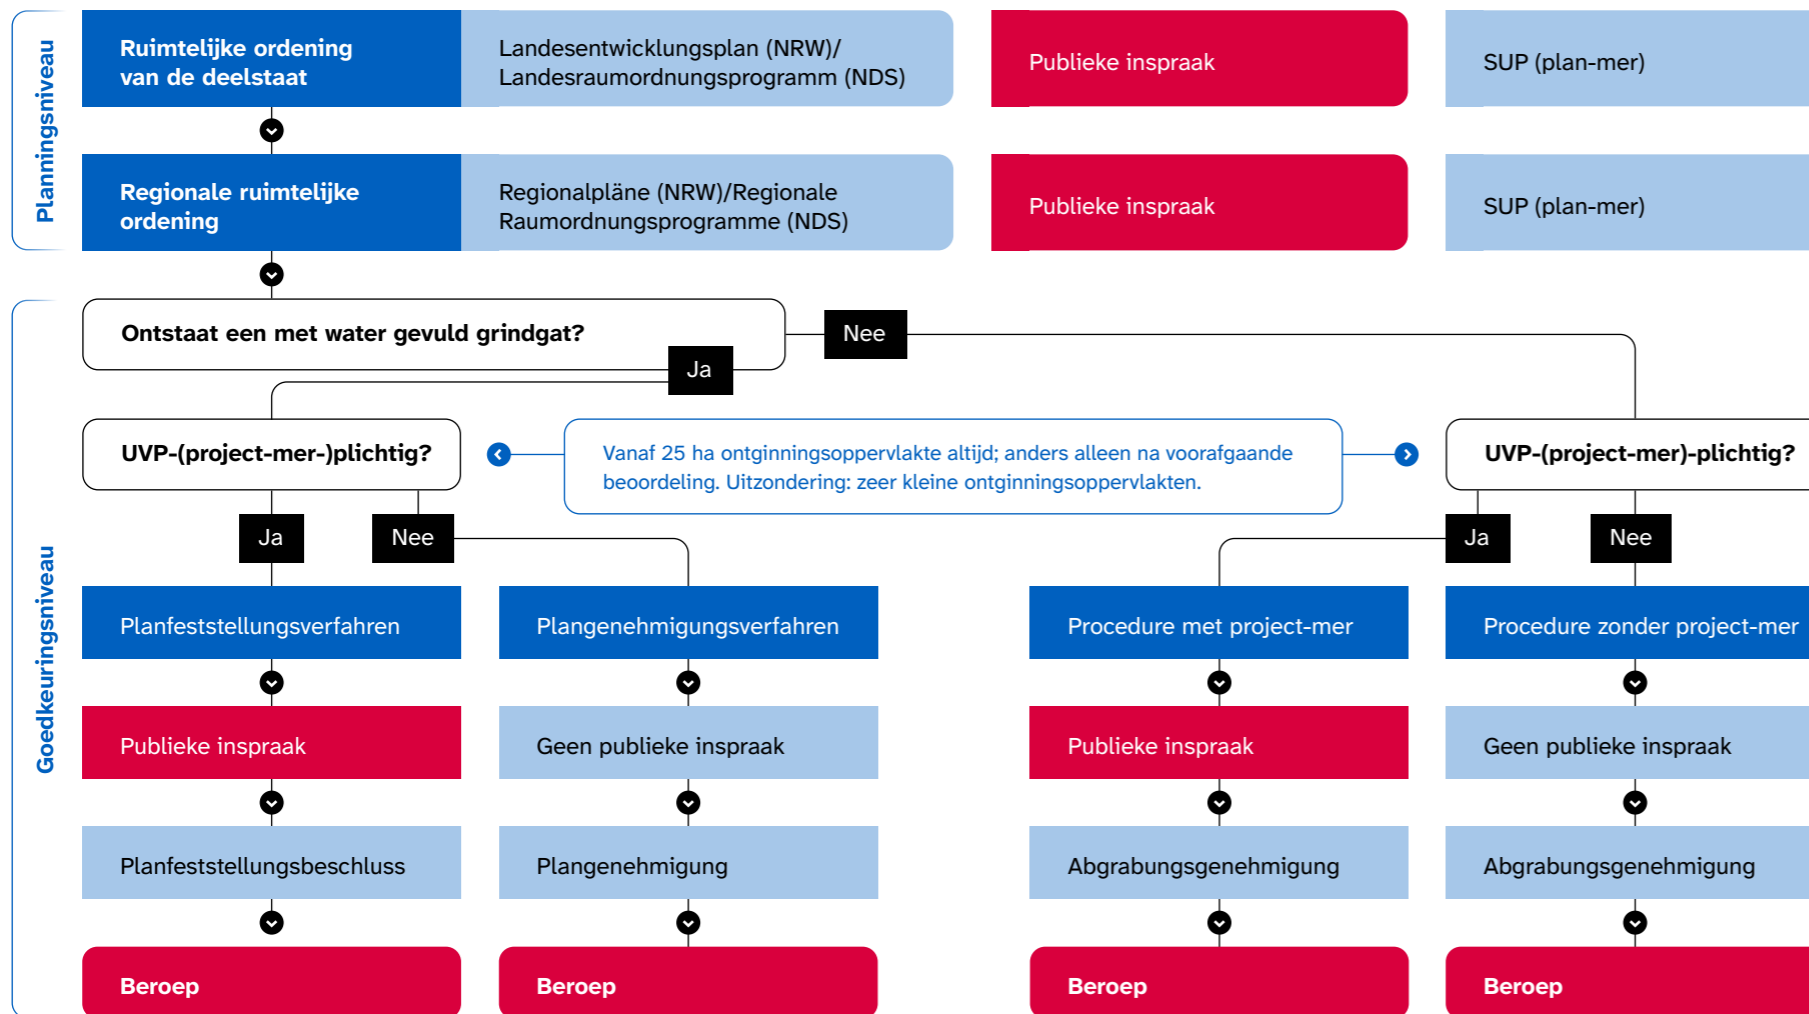 Planningsniveau
Ruimtelijke ordening
van de deelstaat
Landesentwicklungsplan (NRW)/
Landesraumordnungsprogramm (NDS)
Publieke inspraak
SUP (plan-mer)
Regionale ruimtelijke
ordening
Regionalpläne (NRW)/Regionale
Raumordnungsprogramme (NDS)
Publieke inspraak
SUP (plan-mer)
Goedkeuringsniveau
Ontstaat een met water gevuld grindgat?
Nee
Ja
UVP-(project-mer-)plichtig?
Vanaf 25 ha ontginningsoppervlakte altijd; anders alleen na voorafgaande
beoordeling. Uitzondering: zeer kleine ontginningsoppervlakten.
UVP-(project-mer)-plichtig?
Ja
Nee
Ja
Nee
Planfeststellungsverfahren
Plangenehmigungsverfahren
Procedure met project-mer
Procedure zonder project-mer
Publieke inspraak
Geen publieke inspraak
Publieke inspraak
Geen publieke inspraak
Planfeststellungsbeschluss
Plangenehmigung
Abgrabungsgenehmigung
Abgrabungsgenehmigung
Beroep
Beroep
Beroep
Beroep